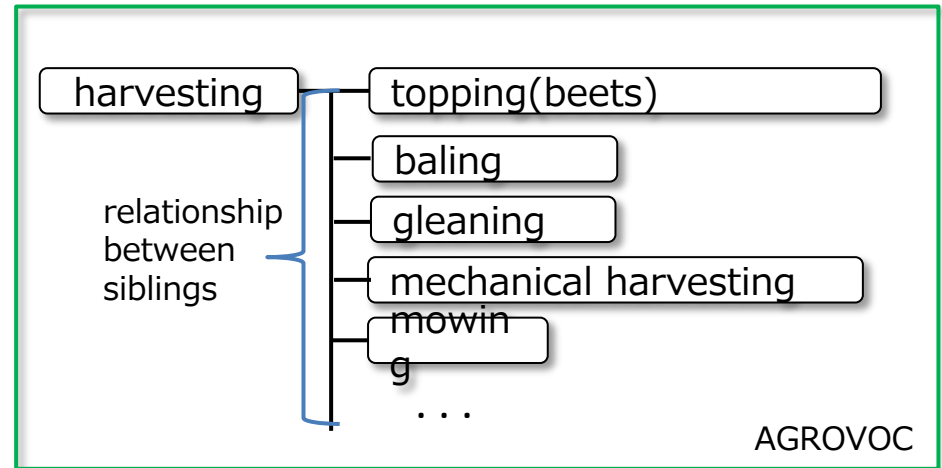 harvesting
topping(beets)
baling
gleaning
relationship
between
siblings
mechanical harvesting
mowin
g
. . .
AGROVOC